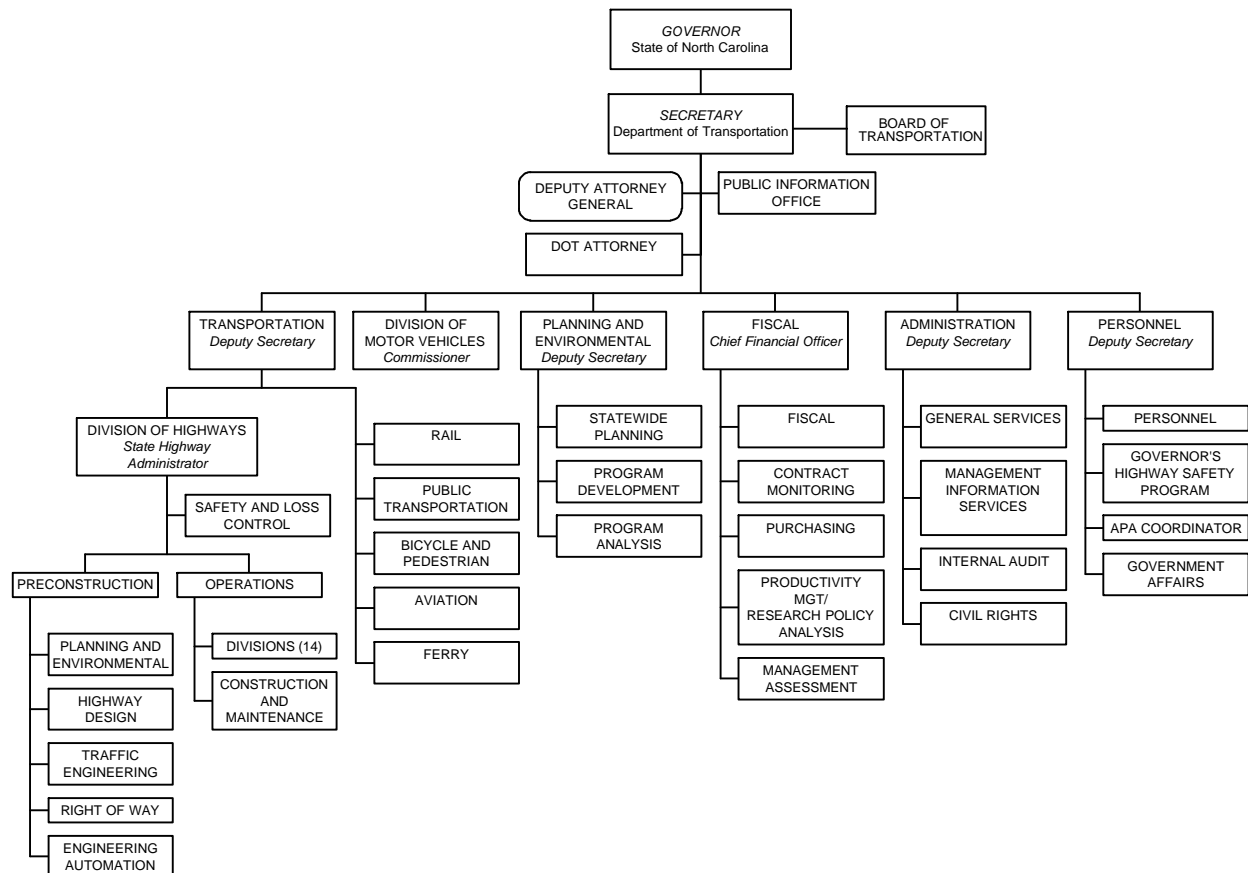 GOVERNOR
State of North Carolina
SECRETARY
Department of Transportation
BOARD OF
TRANSPORTATION
DEPUTY ATTORNEY
GENERAL
PUBLIC INFORMATION
OFFICE
DOT ATTORNEY
TRANSPORTATION
Deputy Secretary
DIVISION OF
MOTOR VEHICLES
Commissioner
PLANNING AND
ENVIRONMENTAL
Deputy Secretary
FISCAL
Chief Financial Officer
ADMINISTRATION
Deputy Secretary
PERSONNEL
Deputy Secretary
DIVISION OF HIGHWAYS
State Highway
Administrator
SAFETY AND LOSS
CONTROL
PRECONSTRUCTION
OPERATIONS
PLANNING AND
ENVIRONMENTAL
HIGHWAY
DESIGN
TRAFFIC
ENGINEERING
RIGHT OF WAY
ENGINEERING
AUTOMATION
DIVISIONS (14)
CONSTRUCTION
AND
MAINTENANCE
RAIL
PUBLIC
TRANSPORTATION
BICYCLE AND
PEDESTRIAN
AVIATION
FERRY
STATEWIDE
PLANNING
PROGRAM
DEVELOPMENT
PROGRAM
ANALYSIS
FISCAL
CONTRACT
MONITORING
PURCHASING
PRODUCTIVITY
MGT/
RESEARCH POLICY
ANALYSIS
MANAGEMENT
ASSESSMENT
GENERAL SERVICES
MANAGEMENT
INFORMATION
SERVICES
INTERNAL AUDIT
CIVIL RIGHTS
PERSONNEL
GOVERNOR'S
HIGHWAY SAFETY
PROGRAM
APA COORDINATOR
GOVERNMENT
AFFAIRS